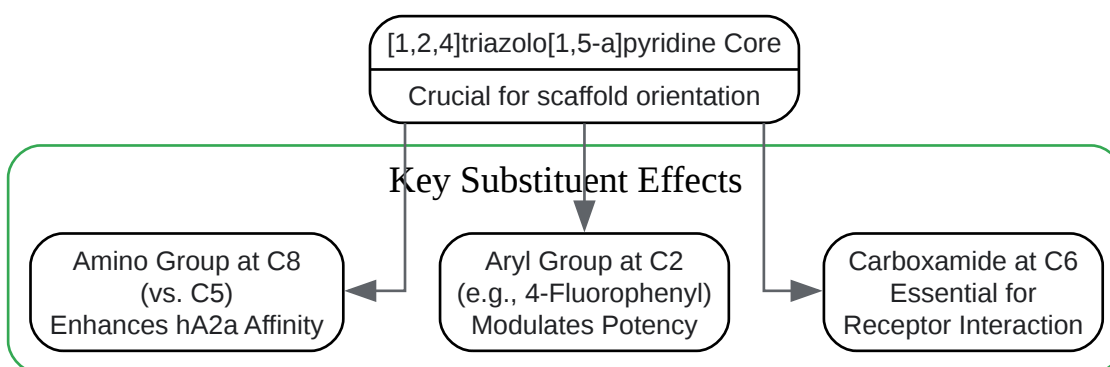 [1,2,4]triazolo[1,5-a]pyridine Core
Crucial for scaffold orientation
Key Substituent Effects
Amino Group at C8
(vs. C5)
Enhances hA2a Affinity
Aryl Group at C2
(e.g., 4-Fluorophenyl)
Modulates Potency
Carboxamide at C6
Essential for
Receptor Interaction